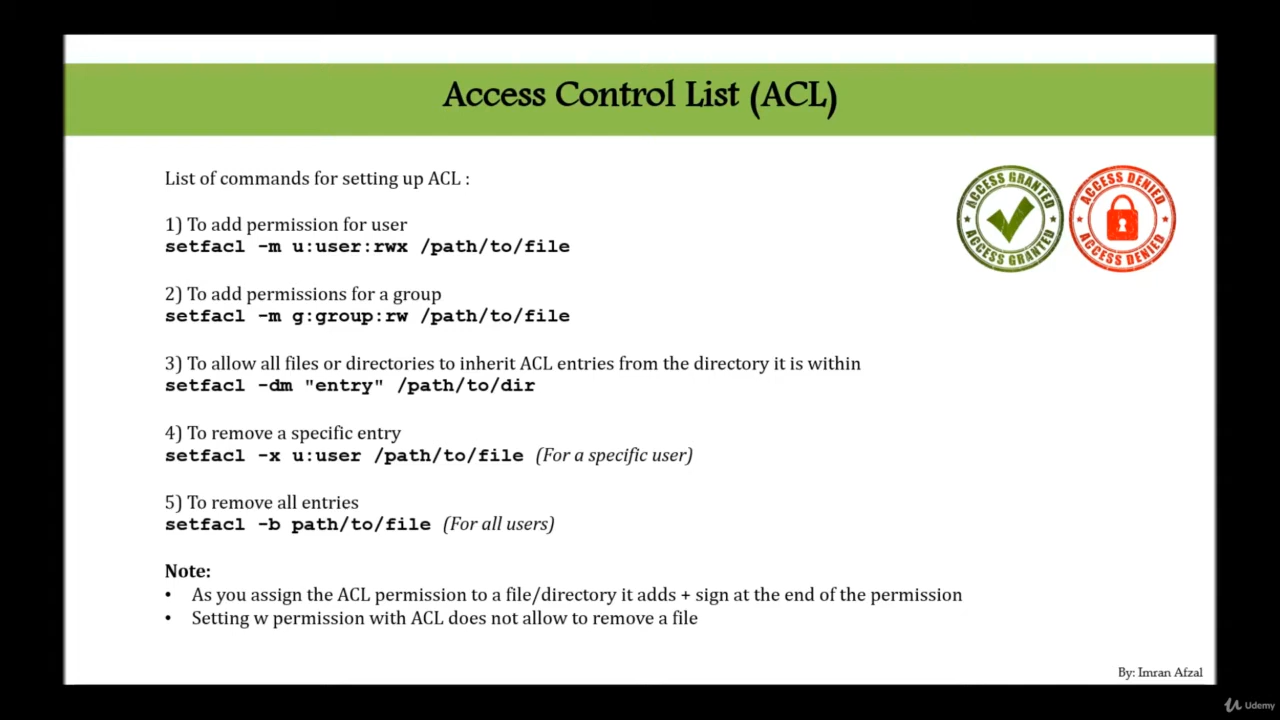 Access Control List (ACL)
List of commands for setting up ACL :
ACCESS GRANTED
ACCESS GRANTED
ACCESS DENIED
ACCESS DENIED
1) To add permission for user
setfacl -m u:user:rwx /path/to/file
2) To add permissions for a group
setfacl -m g:group:rw /path/to/file
3) To allow all files or directories to inherit ACL entries from the directory it is within
setfacl -dm "entry" /path/to/dir
4) To remove a specific entry
setfacl -x u:user /path/to/file (For a specific user)
5) To remove all entries
setfacl -b path/to/file (For all users)
Note:
• As you assign the ACL permission to a file/directory it adds + sign at the end of the permission
• Setting w permission with ACL does not allow to remove a file
By: Imran Afzal
Udemy